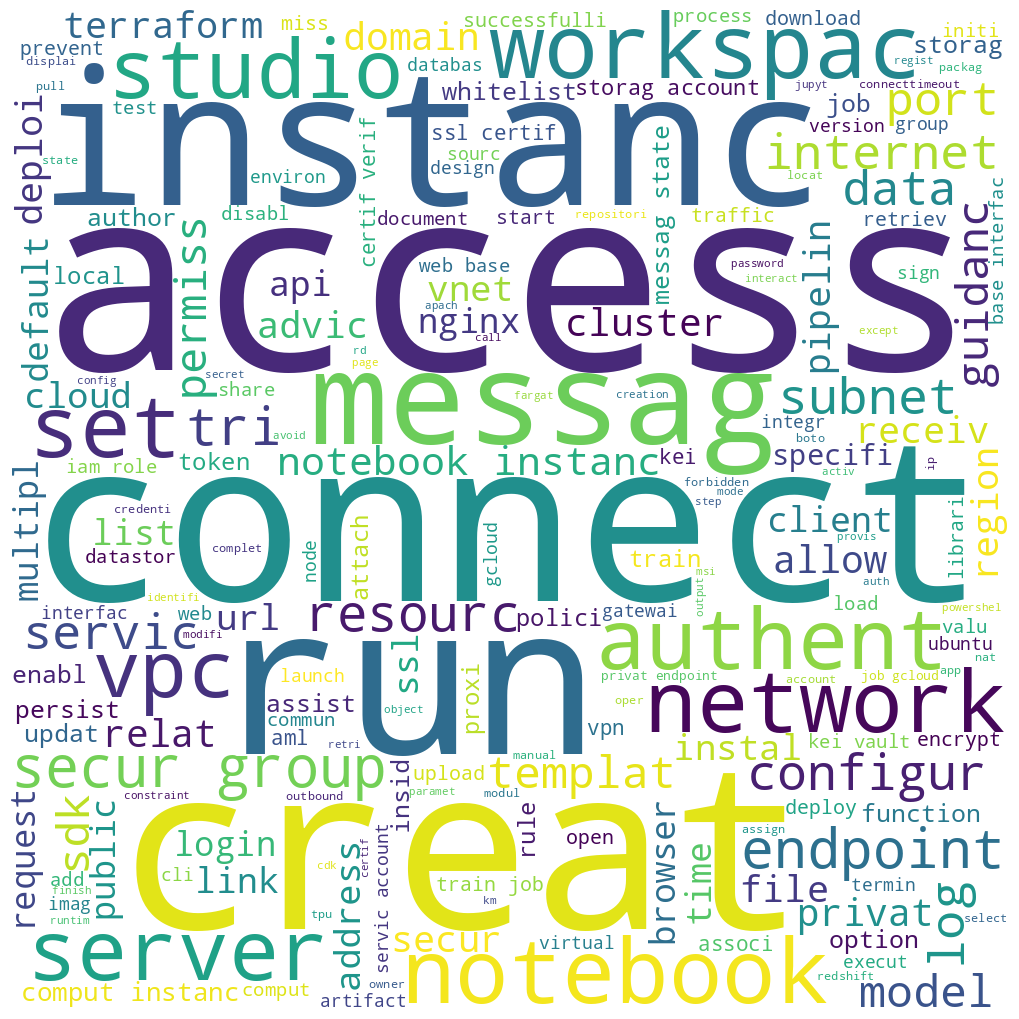 terraform
miss
domain
successfulli
process
download
initi
prevent
displai
studio
databas
workspac
regist
storag
packag
pull
test
whitelist
storag account
jupyt
connecttimeout
job
port
deploi
instanc
ssl certif
sourc
design
version
group
internet
state
environ
certif verif
messag state
locat
data
author
disabl
document
start
repositori
traffic
retriev
guidanc
base interfac
default
local
permiss
access
api
web base
vnet
password
interact
pipelin
sign
advic
apach
nginx
call
cluster
except
cloud
config
secret
share
rd
page
messag
fargat
creation
subnet
set
tri
avoid
integr
boto
receiv
multipl
iam role
token
notebook instanc
kei
specifi
activ
ip
region
list
credenti
connect
forbidden
mode
step
client
librari
datastor
complet
attach
node
gcloud
train
msi
output
allow
provis
auth
identifi
interfac
web
modifi
url
resourc
polici
gatewai
load
powershel
servic
authent
valu
ubuntu
enabl
vpc
run
launch
ssl
proxi
privat endpoint
account
job gcloud
app
nat
persist
assist
object
oper
network
updat
relat
commun
aml
retri
vpn
manual
instal
kei vault
encrypt
secur group
insid
upload
paramet
templat
modul
configur
request
sdk
public
constraint
creat
outbound
rule
open
deploy
function
login
address
certif
browser
time
assign
endpoint
add
finish
imag
runtim
cli
link
cdk
tpu
servic account
train job
km
file
termin
privat
log
select
server
secur
virtual
associ
option
execut
comput instanc
comput
owner
artifact
notebook
redshift
model